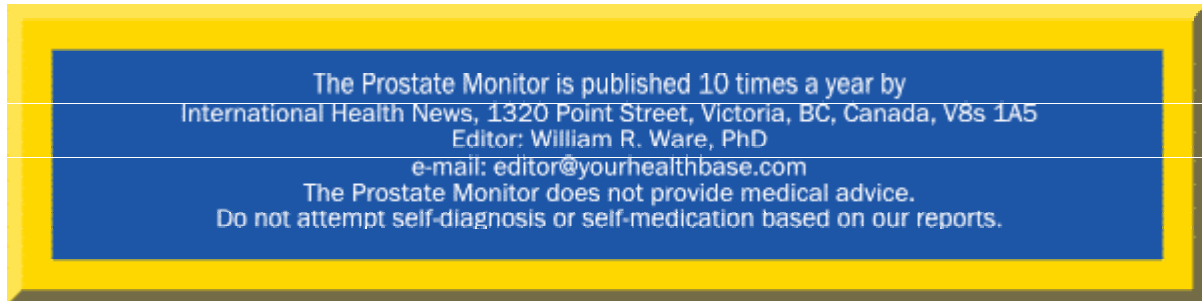 The Prostate Monitor is published 10 times a year by
International Health News, 1320 Point Street, Victoria, BC, Canada, V8s 1A5
Editor: William R. Ware, PhD
e-mail: editor@yourhealthbase.com
The Prostate Monitor does not provide medical advice.
Do not attempt self-diagnosis or self-medication based on our reports.